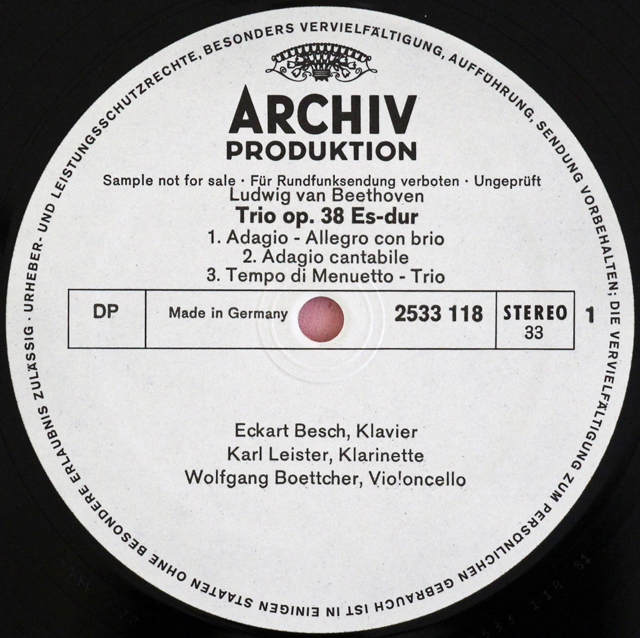 URHEBER- UND LEISTUNGSSCHUTZRECHTE, BESONDERS VERVIELFÄLTIGUNG, AUFFÜHRUNG, SENDUNG VORBEHALTEN; DIE VERVIELFÄLTIGUNG ZUM PERSÖNLICHEN GEBRAUCH IST IN EINIGEN STAATEN OHNE BESONDERE ERLAUBNIS ZULÄSSIG ·
ARCHIV
PRODUKTION
Sample not for sale · Für Rundfunksendung verboten · Ungeprüft
Ludwig van Beethoven
Trio op. 38 Es-dur
1. Adagio - Allegro con brio
2. Adagio cantabile
3. Tempo di Menuetto - Trio
DP Made in Germany 2533 118 STEREO 33 1
Eckart Besch, Klavier
Karl Leister, Klarinette
Wolfgang Boettcher, Vio!oncello